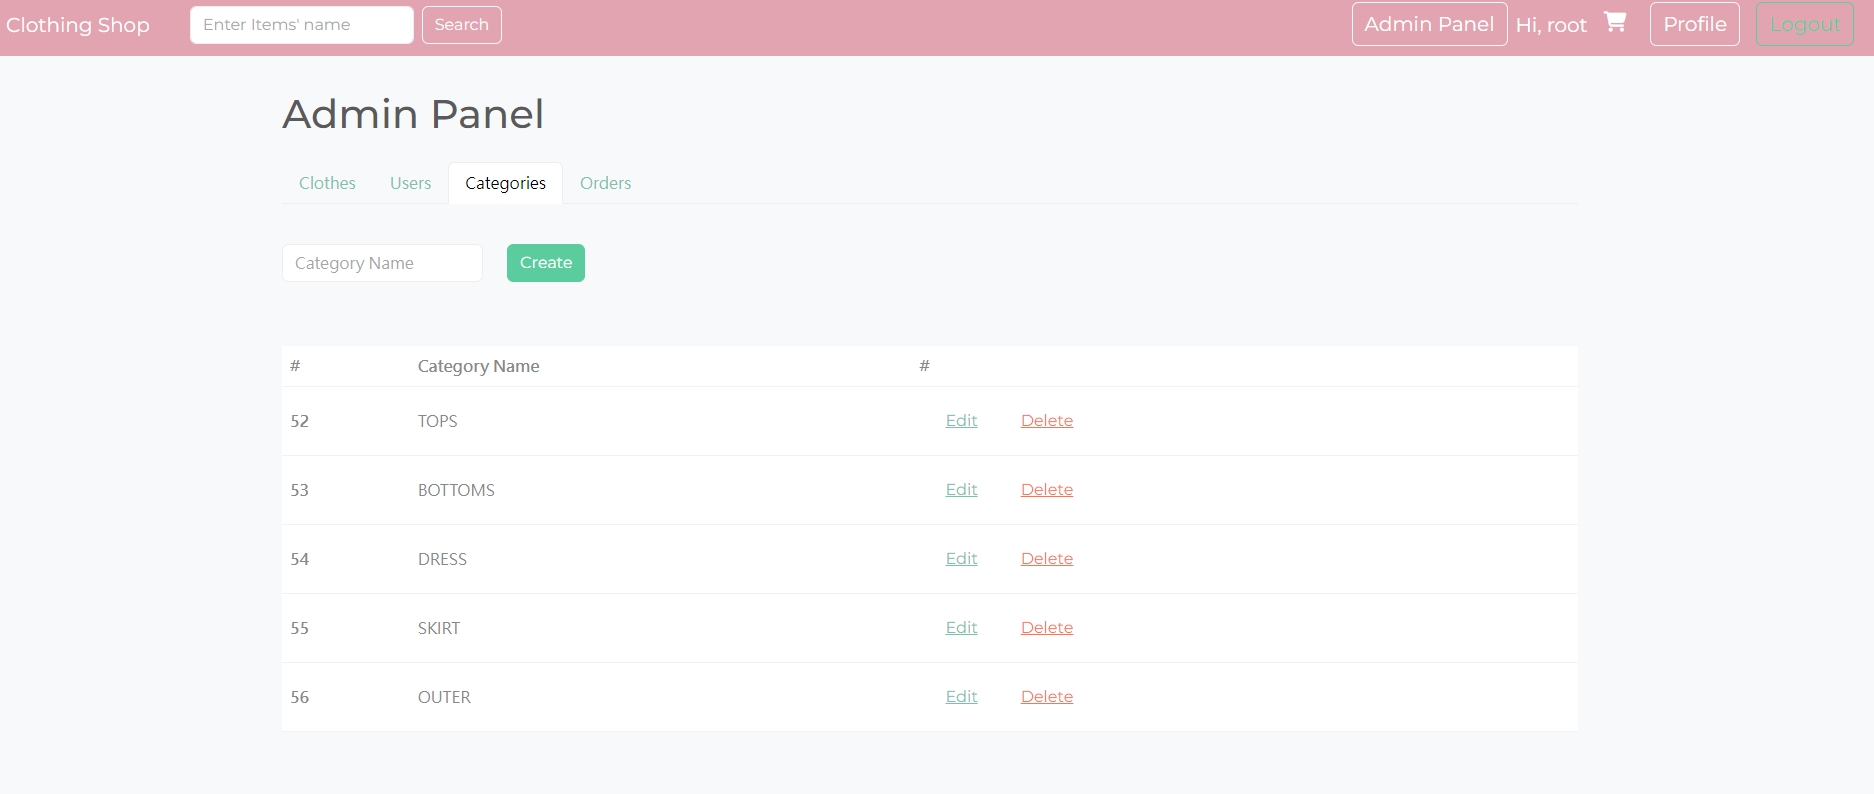 Clothing Shop Enter Items' name Search Admin Panel Hi, root Profile Logout
Admin Panel
Clothes Users Categories Orders
Category Name Create
# Category Name #
52 TOPS Edit Delete
53 BOTTOMS Edit Delete
54 DRESS Edit Delete
55 SKIRT Edit Delete
56 OUTER Edit Delete